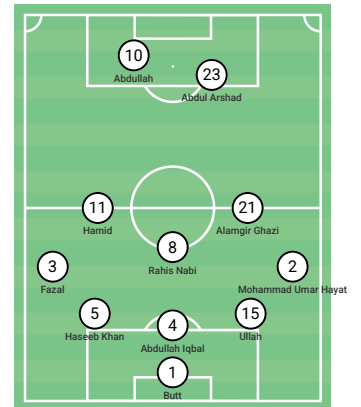 10
Abdullah
23
Abdul Arshad
11
Hamid
21
Alamgir Ghazi
8
Rahis Nabi
3
Fazal
2
Mohammad Umar Hayat
5
Haseeb Khan
4
Abdullah Iqbal
15
Ullah
1
Butt